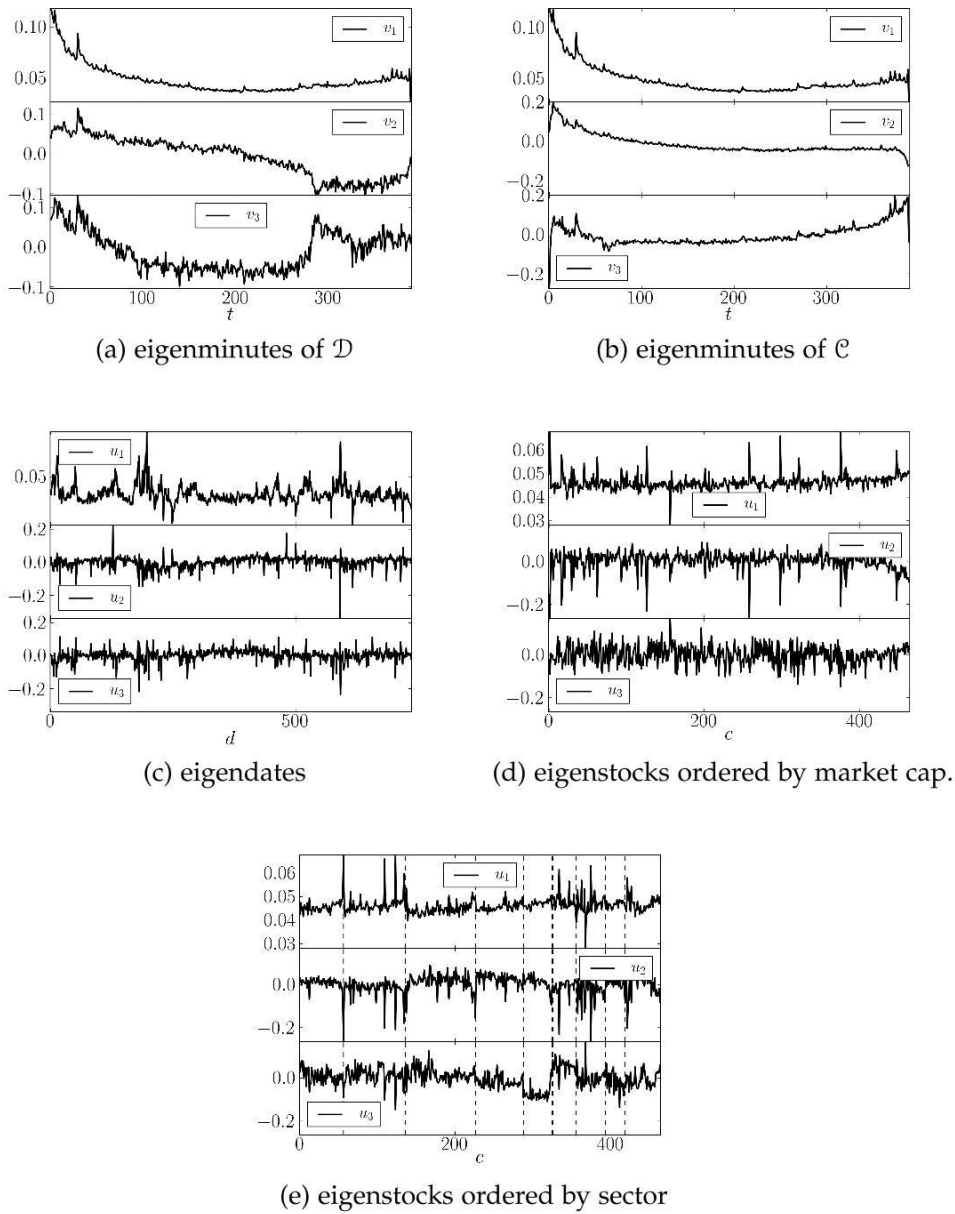 0.10
0.05
v₁
0.1
0.0
−0.1
v₂
0.1
0.0
−0.1
v₃
0 100 200 300
t
(a) eigenminutes of 𝒟
0.10
0.05
v₁
0.2
0.0
−0.2
v₂
0.2
0.0
−0.2
v₃
0 100 200 300
t
(b) eigenminutes of 𝒞
0.05
u₁
0.2
0.0
−0.2
u₂
0.0
−0.2
u₃
0 500
d
(c) eigendates
0.06
0.05
0.04
0.03
u₁
0.0
−0.2
u₂
0.0
−0.2
u₃
0 200 400
c
(d) eigenstocks ordered by market cap.
0.06
0.05
0.04
0.03
u₁
0.0
−0.2
u₂
0.0
−0.2
u₃
0 200 400
c
(e) eigenstocks ordered by sector